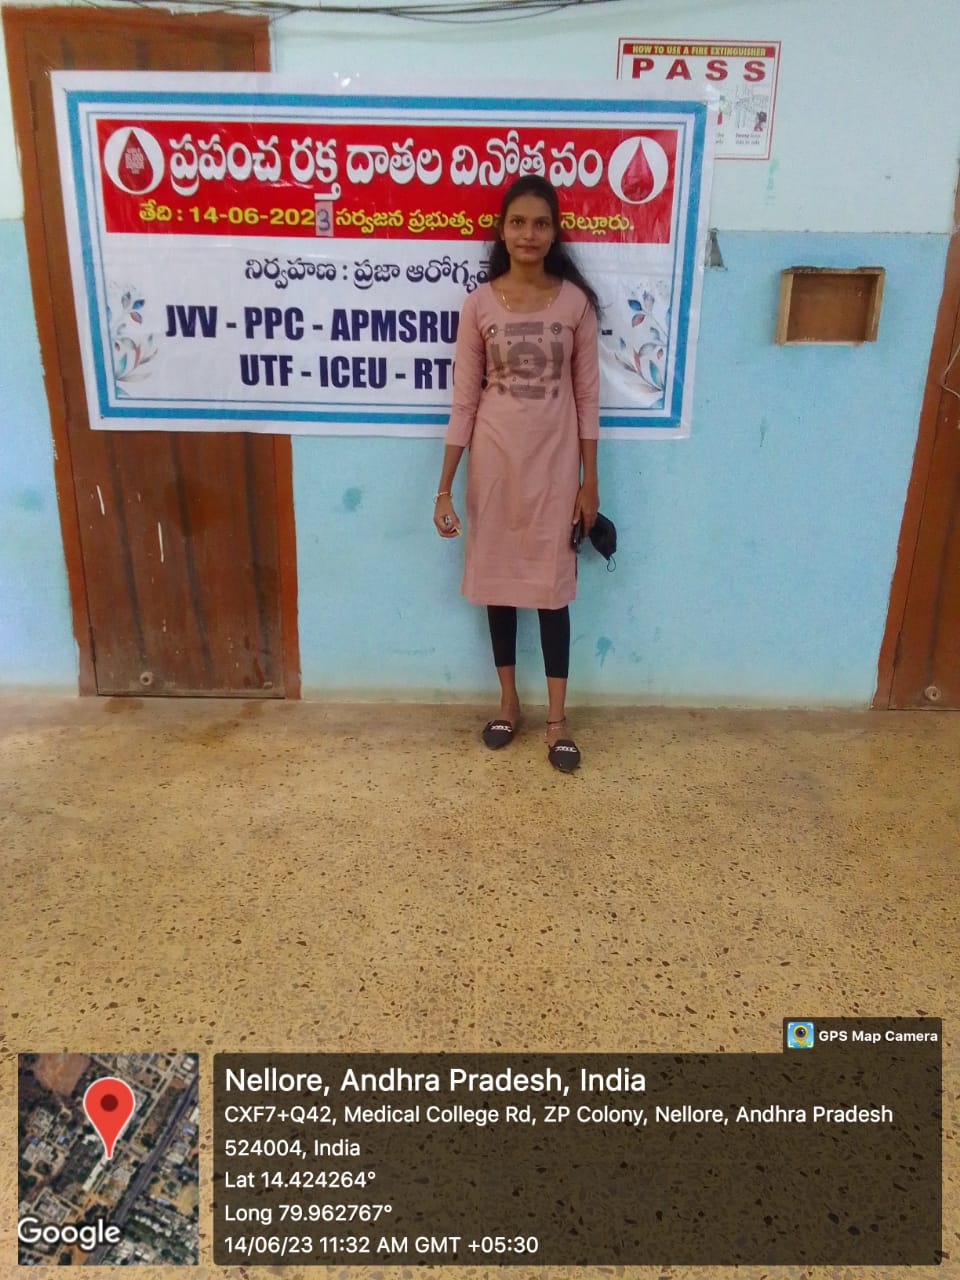 HOW TO USE A FIRE EXTINGUISHER
PASS
ప్రపంచ రక్త దాతల దినోత్సవం
తేది : 14-06-2023 సర్వజన ప్రభుత్వ నెల్లూరు.
నిర్వహణ : ప్రజా
JVV - PPC - APMSRU -
UTF - ICEU -
GPS Map Camera
Google
Nellore, Andhra Pradesh, India
CXF7+Q42, Medical College Rd, ZP Colony, Nellore, Andhra Pradesh
524004, India
Lat 14.424264°
Long 79.962767°
14/06/23 11:32 AM GMT +05:30